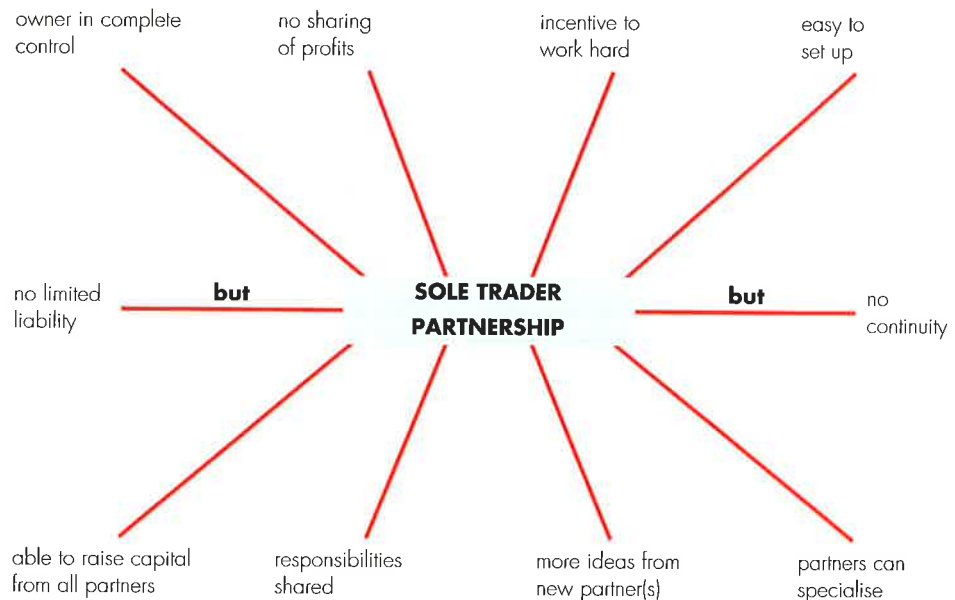 owner in complete
control
no sharing
of profits
incentive to
work hard
easy to
set up
no limited
liability
but
SOLE TRADER
PARTNERSHIP
but
no
continuity
able to raise capital
from all partners
responsibilities
shared
more ideas from
new partner(s)
partners can
specialise